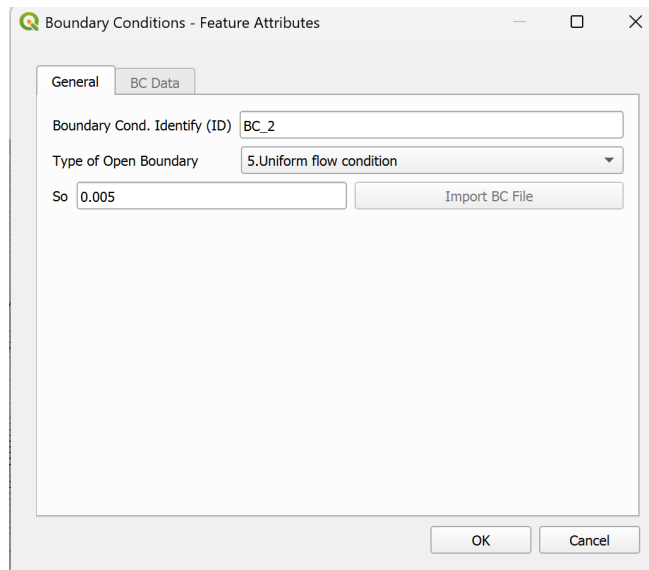 Boundary Conditions - Feature Attributes
General BC Data
Boundary Cond. Identify (ID) BC_2
Type of Open Boundary 5.Uniform flow condition
So 0.005 Import BC File
OK Cancel